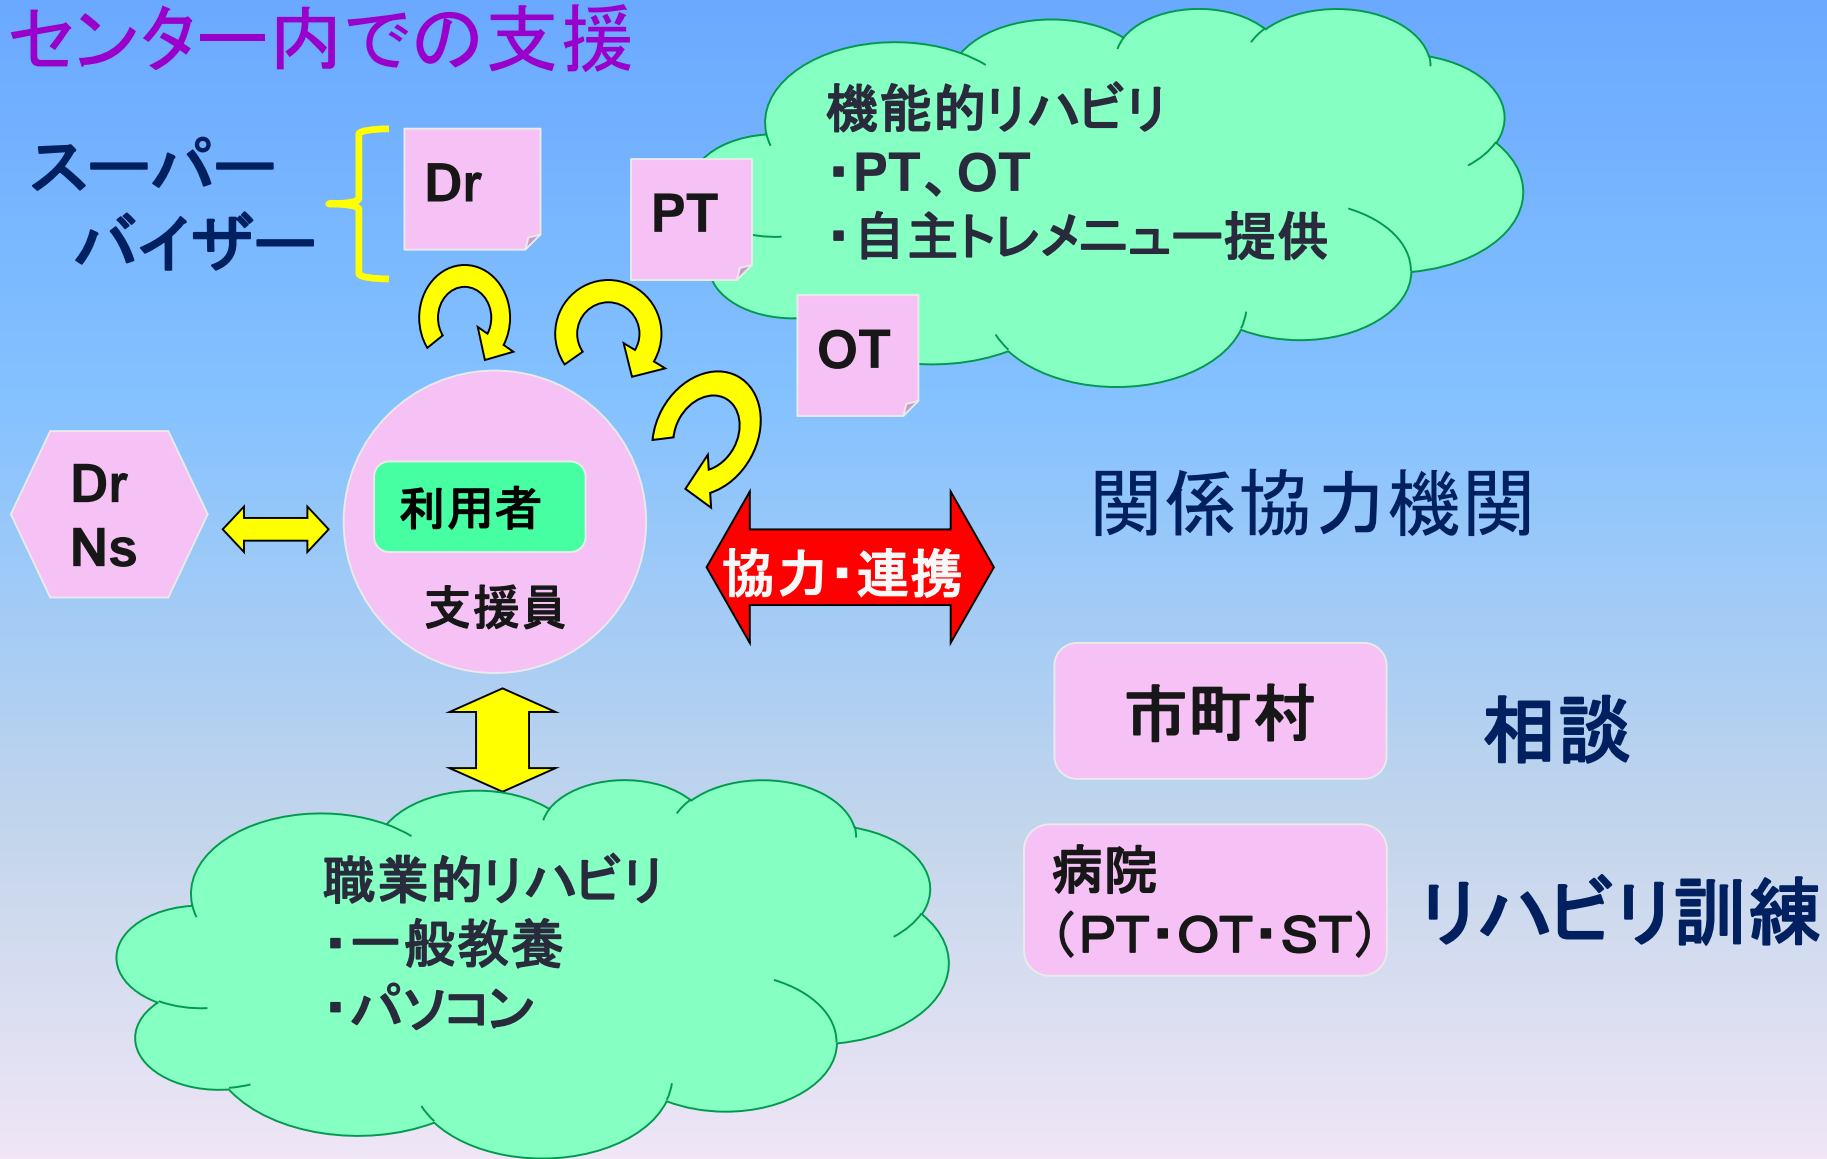 センター内での支援
スーパー
バイザー
Dr
PT
OT
機能的リハビリ
・PT、OT
・自主トレメニュー提供
Dr
Ns
利用者
支援員
協力・連携
関係協力機関
市町村
相談
病院
（PT・OT・ST）
リハビリ訓練
職業的リハビリ
・一般教養
・パソコン